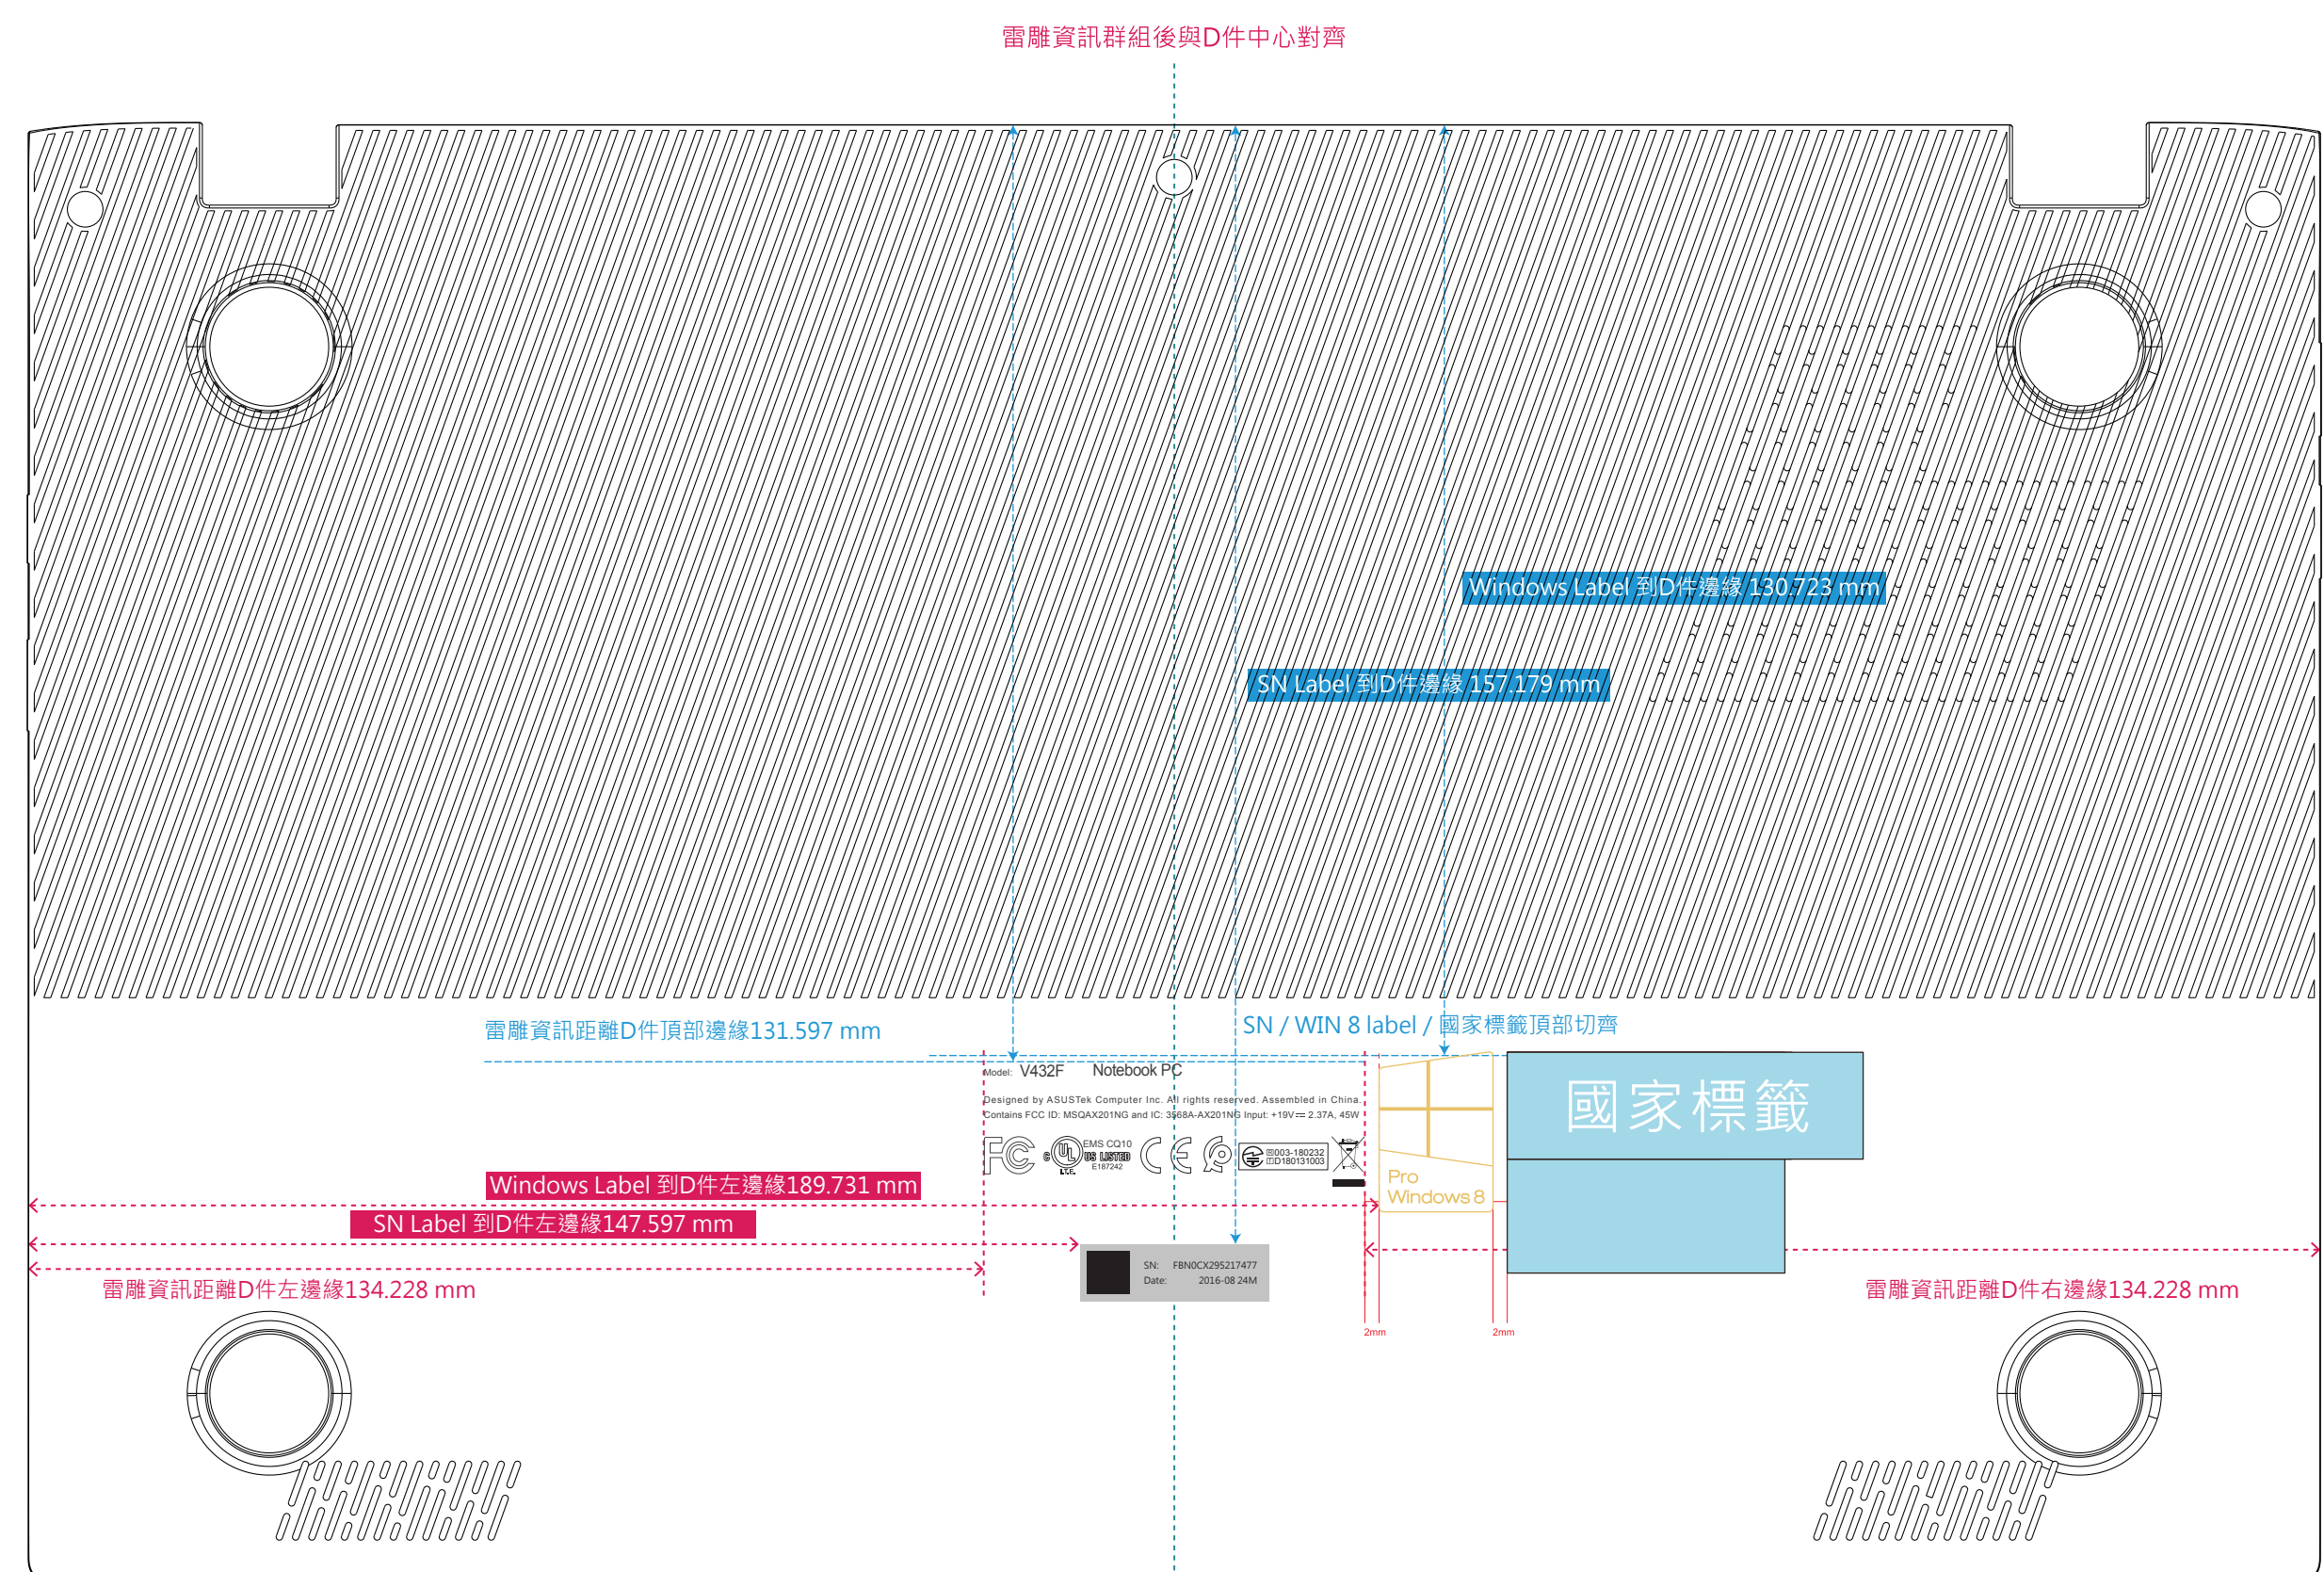 雷雕資訊群組後與D件中心對齊
Windows Label 到D件邊緣 130.723 mm
SN Label 到D件邊緣 157.179 mm
雷雕資訊距離D件頂部邊緣131.597 mm
SN / WIN 8 label / 國家標籤頂部切齊
Model: V432F Notebook PC
Designed by ASUSTek Computer Inc. All rights reserved. Assembled in China.
Contains FCC ID: MSQAX201NG and IC: 3568A-AX201NG Input: +19V⎓ 2.37A, 45W
FC
C UL US LISTED
I.T.E.
EMS CQ10
E187242
CE
R003-180232
T D180131003
Pro
Windows 8
國家標籤
Windows Label 到D件左邊緣189.731 mm
SN Label 到D件左邊緣147.597 mm
SN: FBN0CX295217477
Date: 2016-08 24M
雷雕資訊距離D件左邊緣134.228 mm
雷雕資訊距離D件右邊緣134.228 mm
2mm
2mm